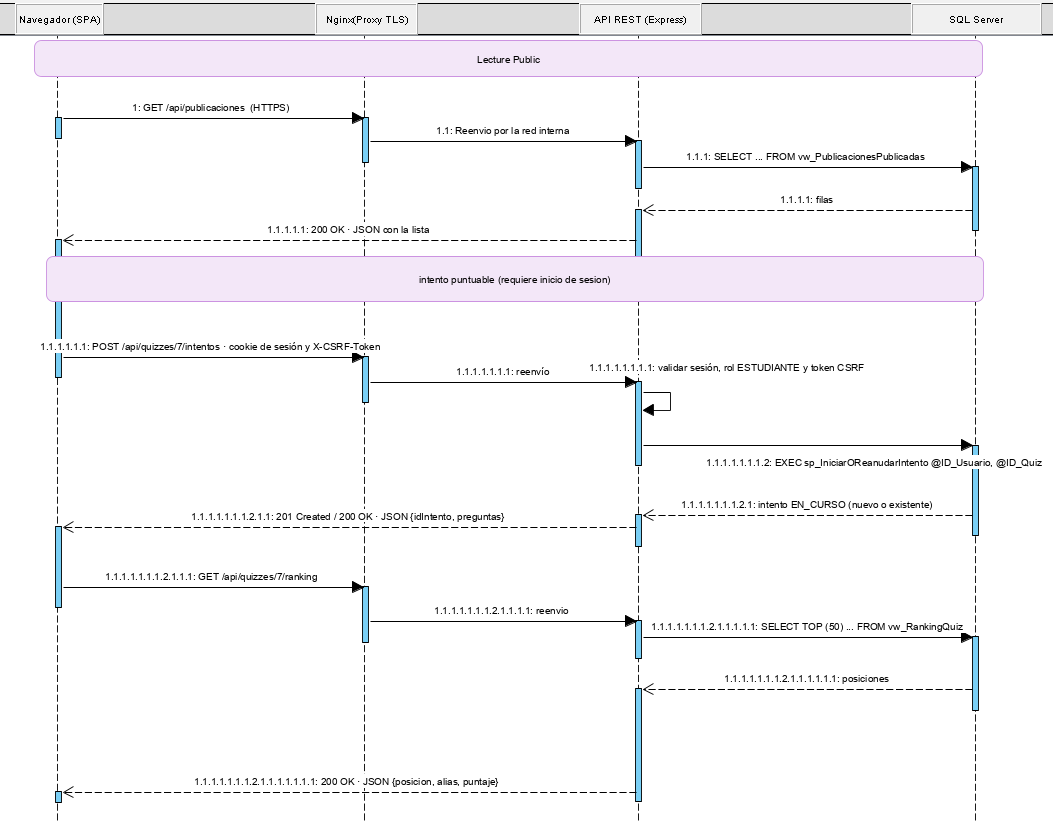 Navegador (SPA)
Nginx(Proxy TLS)
API REST (Express)
SQL Server
Lecture Public
1: GET /api/publicaciones (HTTPS)
1.1: Reenvio por la red interna
1.1.1: SELECT ... FROM vw_PublicacionesPublicadas
1.1.1.1: filas
1.1.1.1.1: 200 OK · JSON con la lista
intento puntuable (requiere inicio de sesion)
1.1.1.1.1.1: POST /api/quizzes/7/intentos · cookie de sesión y X-CSRF-Token
1.1.1.1.1.1.1: reenvío
1.1.1.1.1.1.1.1: validar sesión, rol ESTUDIANTE y token CSRF
1.1.1.1.1.1.1.2: EXEC sp_IniciarOReanudarIntento @ID_Usuario, @ID_Quiz
1.1.1.1.1.1.1.2.1: intento EN_CURSO (nuevo o existente)
1.1.1.1.1.1.1.2.1.1: 201 Created / 200 OK · JSON {idIntento, preguntas}
1.1.1.1.1.1.1.2.1.1.1: GET /api/quizzes/7/ranking
1.1.1.1.1.1.1.2.1.1.1.1: reenvio
1.1.1.1.1.1.1.2.1.1.1.1.1: SELECT TOP (50) ... FROM vw_RankingQuiz
1.1.1.1.1.1.1.2.1.1.1.1.1.1: posiciones
1.1.1.1.1.1.1.2.1.1.1.1.1.1.1: 200 OK · JSON {posicion, alias, puntaje}